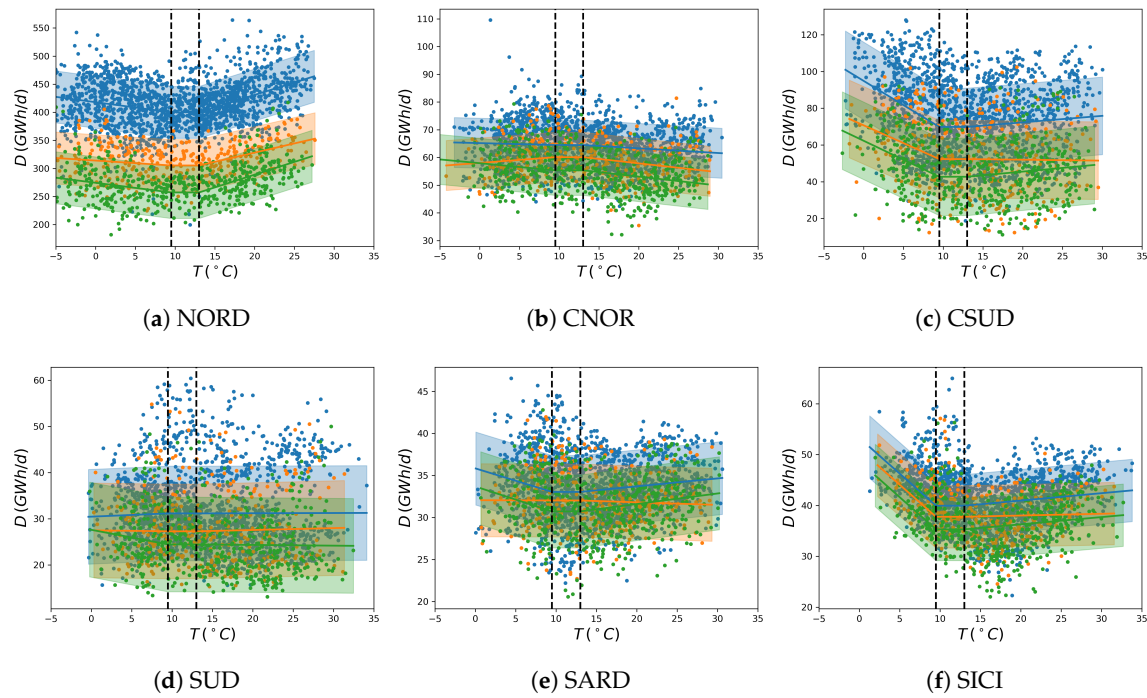 550
500
450
400
350
300
250
200
D (GWh/d)
-5 0 5 10 15 20 25 30 35
T (°C)
(a) NORD
110
100
90
80
70
60
50
40
30
D (GWh/d)
-5 0 5 10 15 20 25 30 35
T (°C)
(b) CNOR
120
100
80
60
40
20
D (GWh/d)
-5 0 5 10 15 20 25 30 35
T (°C)
(c) CSUD
60
50
40
30
20
D (GWh/d)
-5 0 5 10 15 20 25 30 35
T (°C)
(d) SUD
45
40
35
30
25
20
D (GWh/d)
-5 0 5 10 15 20 25 30 35
T (°C)
(e) SARD
60
50
40
30
20
D (GWh/d)
-5 0 5 10 15 20 25 30 35
T (°C)
(f) SICI